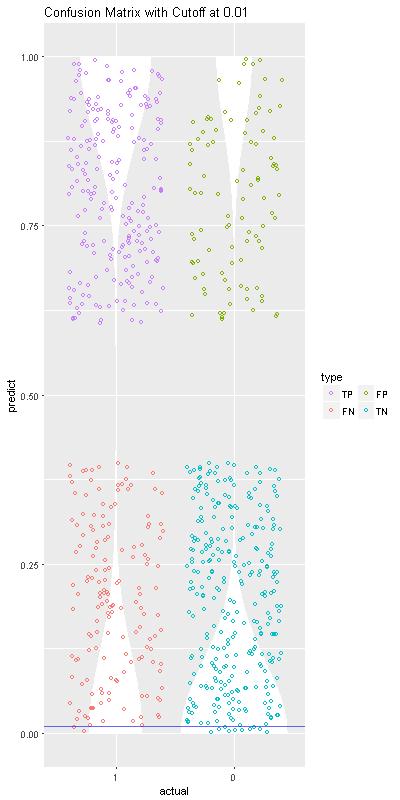 Confusion Matrix with Cutoff at 0.01
1.00
0.75
0.50
0.25
0.00
predict
1 0
actual
type
TP FP
FN TN